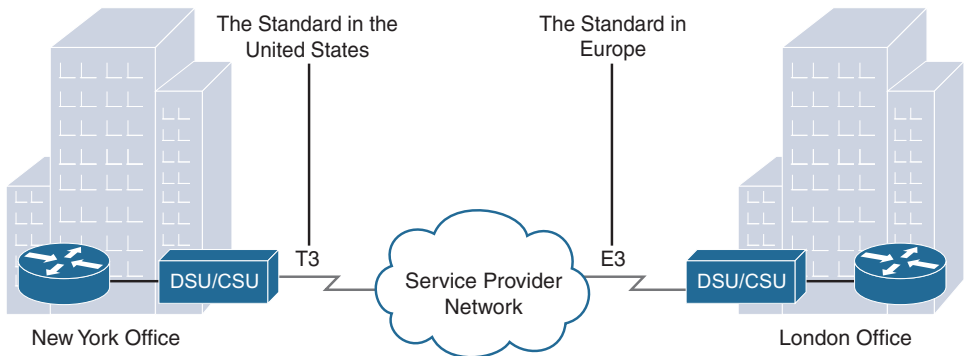 The Standard in the
United States
The Standard in
Europe
T3
E3
DSU/CSU
Service Provider
Network
DSU/CSU
New York Office
London Office